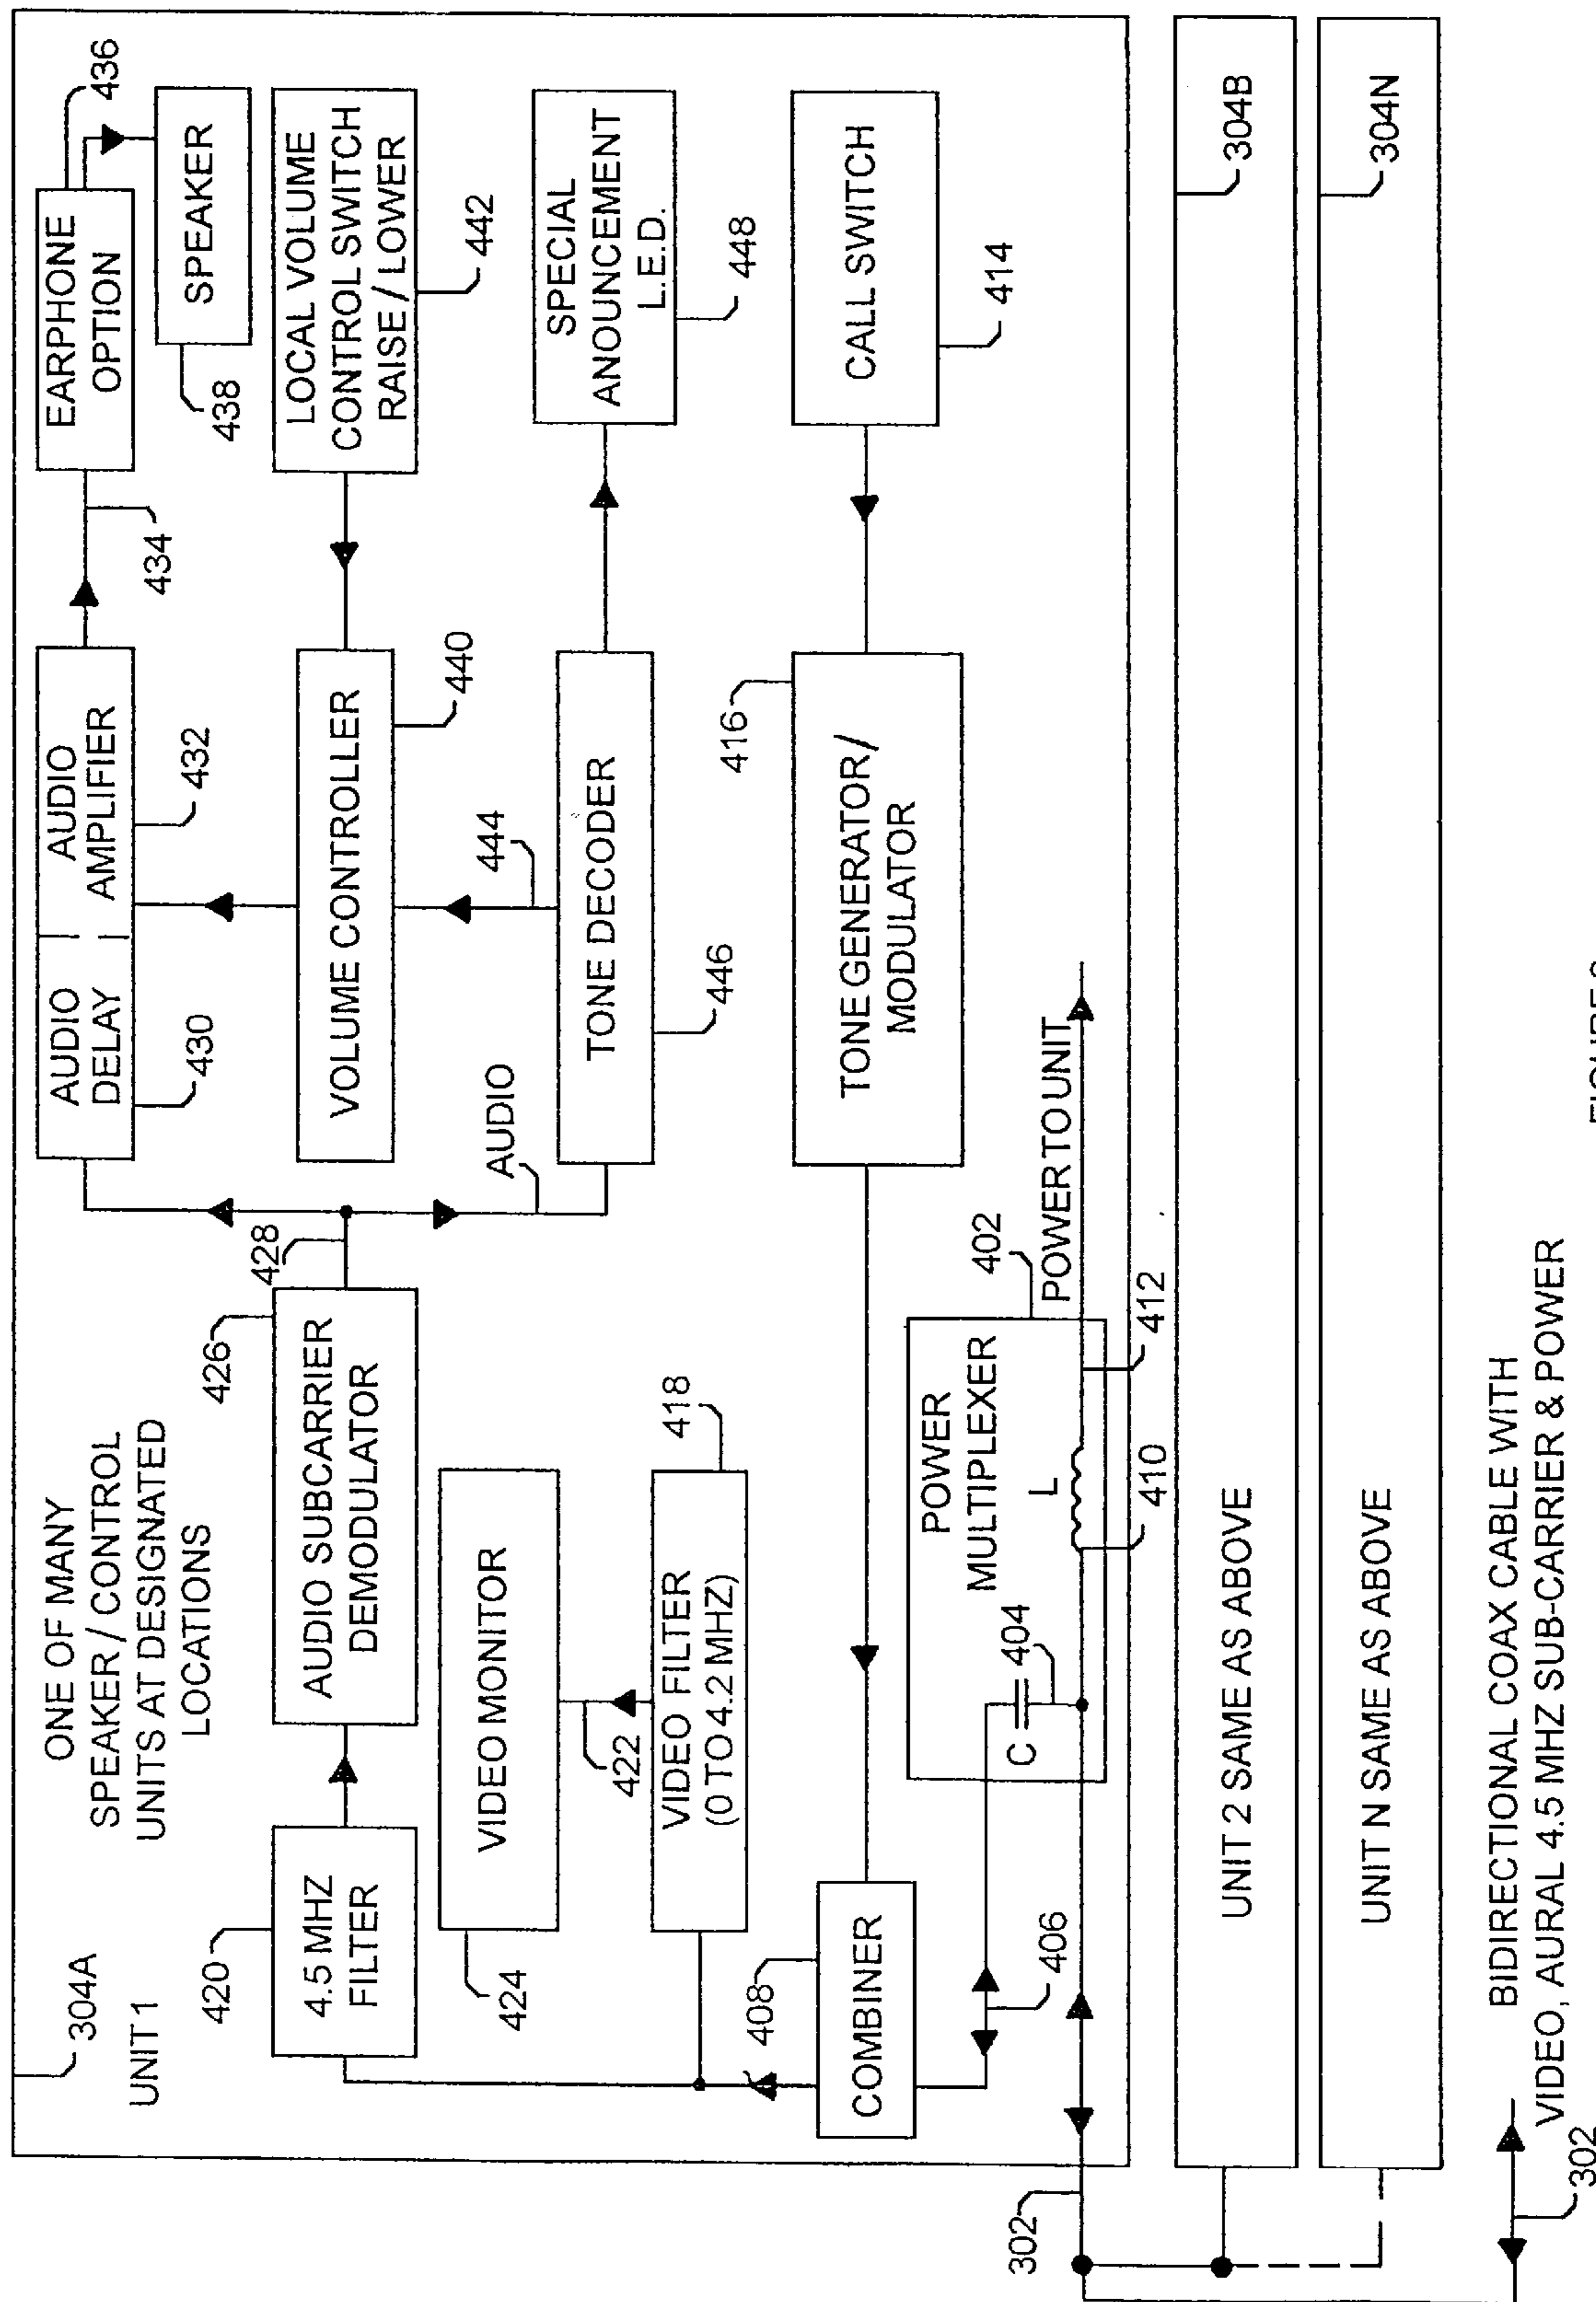 304A
UNIT 1
ONE OF MANY
SPEAKER / CONTROL
UNITS AT DESIGNATED
LOCATIONS
420
4.5 MHZ
FILTER
426
AUDIO SUBCARRIER
DEMODULATOR
428
AUDIO
DELAY
430
AUDIO
AMPLIFIER
432
434
EARPHONE
OPTION
436
SPEAKER
438
VOLUME CONTROLLER
440
LOCAL VOLUME
CONTROL SWITCH
RAISE / LOWER
442
444
AUDIO
TONE DECODER
446
SPECIAL
ANOUNCEMENT
L.E.D.
448
VIDEO MONITOR
424
422
VIDEO FILTER
(0 TO 4.2 MHZ)
418
408
COMBINER
406
416
TONE GENERATOR/
MODULATOR
CALL SWITCH
414
POWER
MULTIPLEXER
402
C
404
L
410
412
POWER TO UNIT
302
UNIT 2 SAME AS ABOVE
304B
UNIT N SAME AS ABOVE
304N
BIDIRECTIONAL COAX CABLE WITH
VIDEO, AURAL 4.5 MHZ SUB-CARRIER & POWER
302